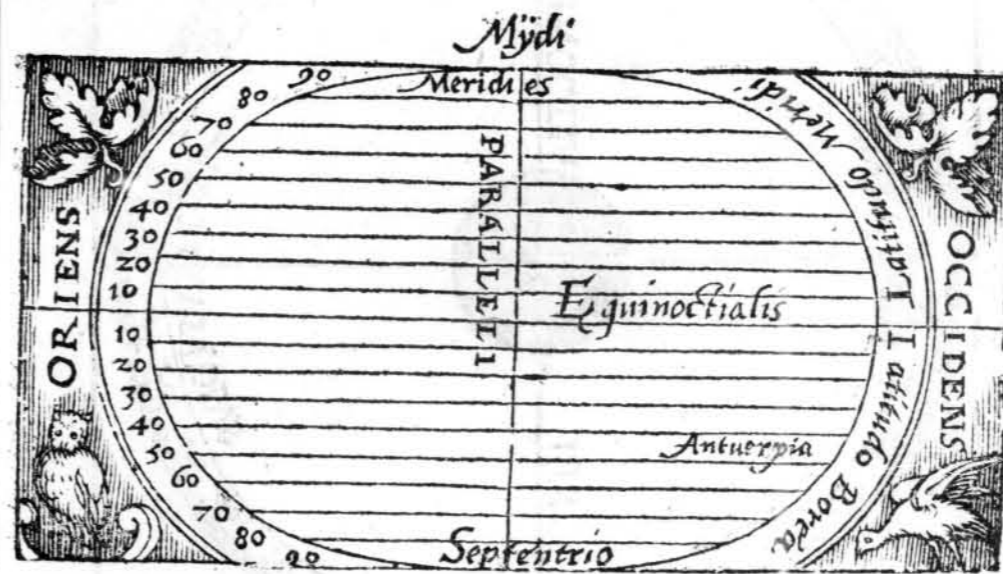 Mÿdi
Meridies
90
80
70
60
50
40
30
20
10
10
20
30
40
50
60
70
80
90
ORIENS
PARALLELI
Equinoctialis
Antuerpia
Septentrio
Latitudo Meridi
Latitudo Borea
OCCIDENS